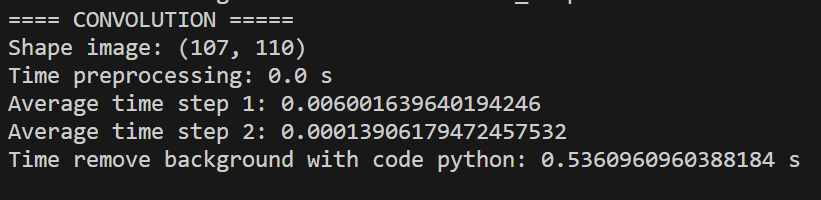 ==== CONVOLUTION =====
Shape image: (107, 110)
Time preprocessing: 0.0 s
Average time step 1: 0.006001639640194246
Average time step 2: 0.00013906179472457532
Time remove background with code python: 0.5360960960388184 s